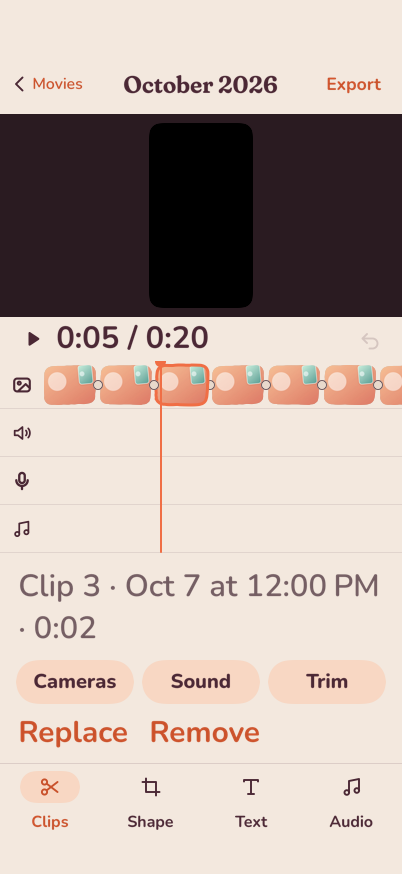 Movies
October 2026
Export
0:05 / 0:20
Clip 3 · Oct 7 at 12:00 PM
· 0:02
Cameras
Sound
Trim
Replace
Remove
Clips
Shape
Text
Audio